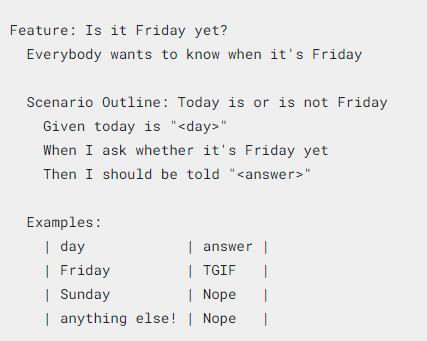 Feature: Is it Friday yet?
Everybody wants to know when it's Friday
Scenario Outline: Today is or is not Friday
Given today is "<day>"
When I ask whether it's Friday yet
Then I should be told "<answer>"
Examples:
| day | answer |
| Friday | TGIF |
| Sunday | Nope |
| anything else! | Nope |